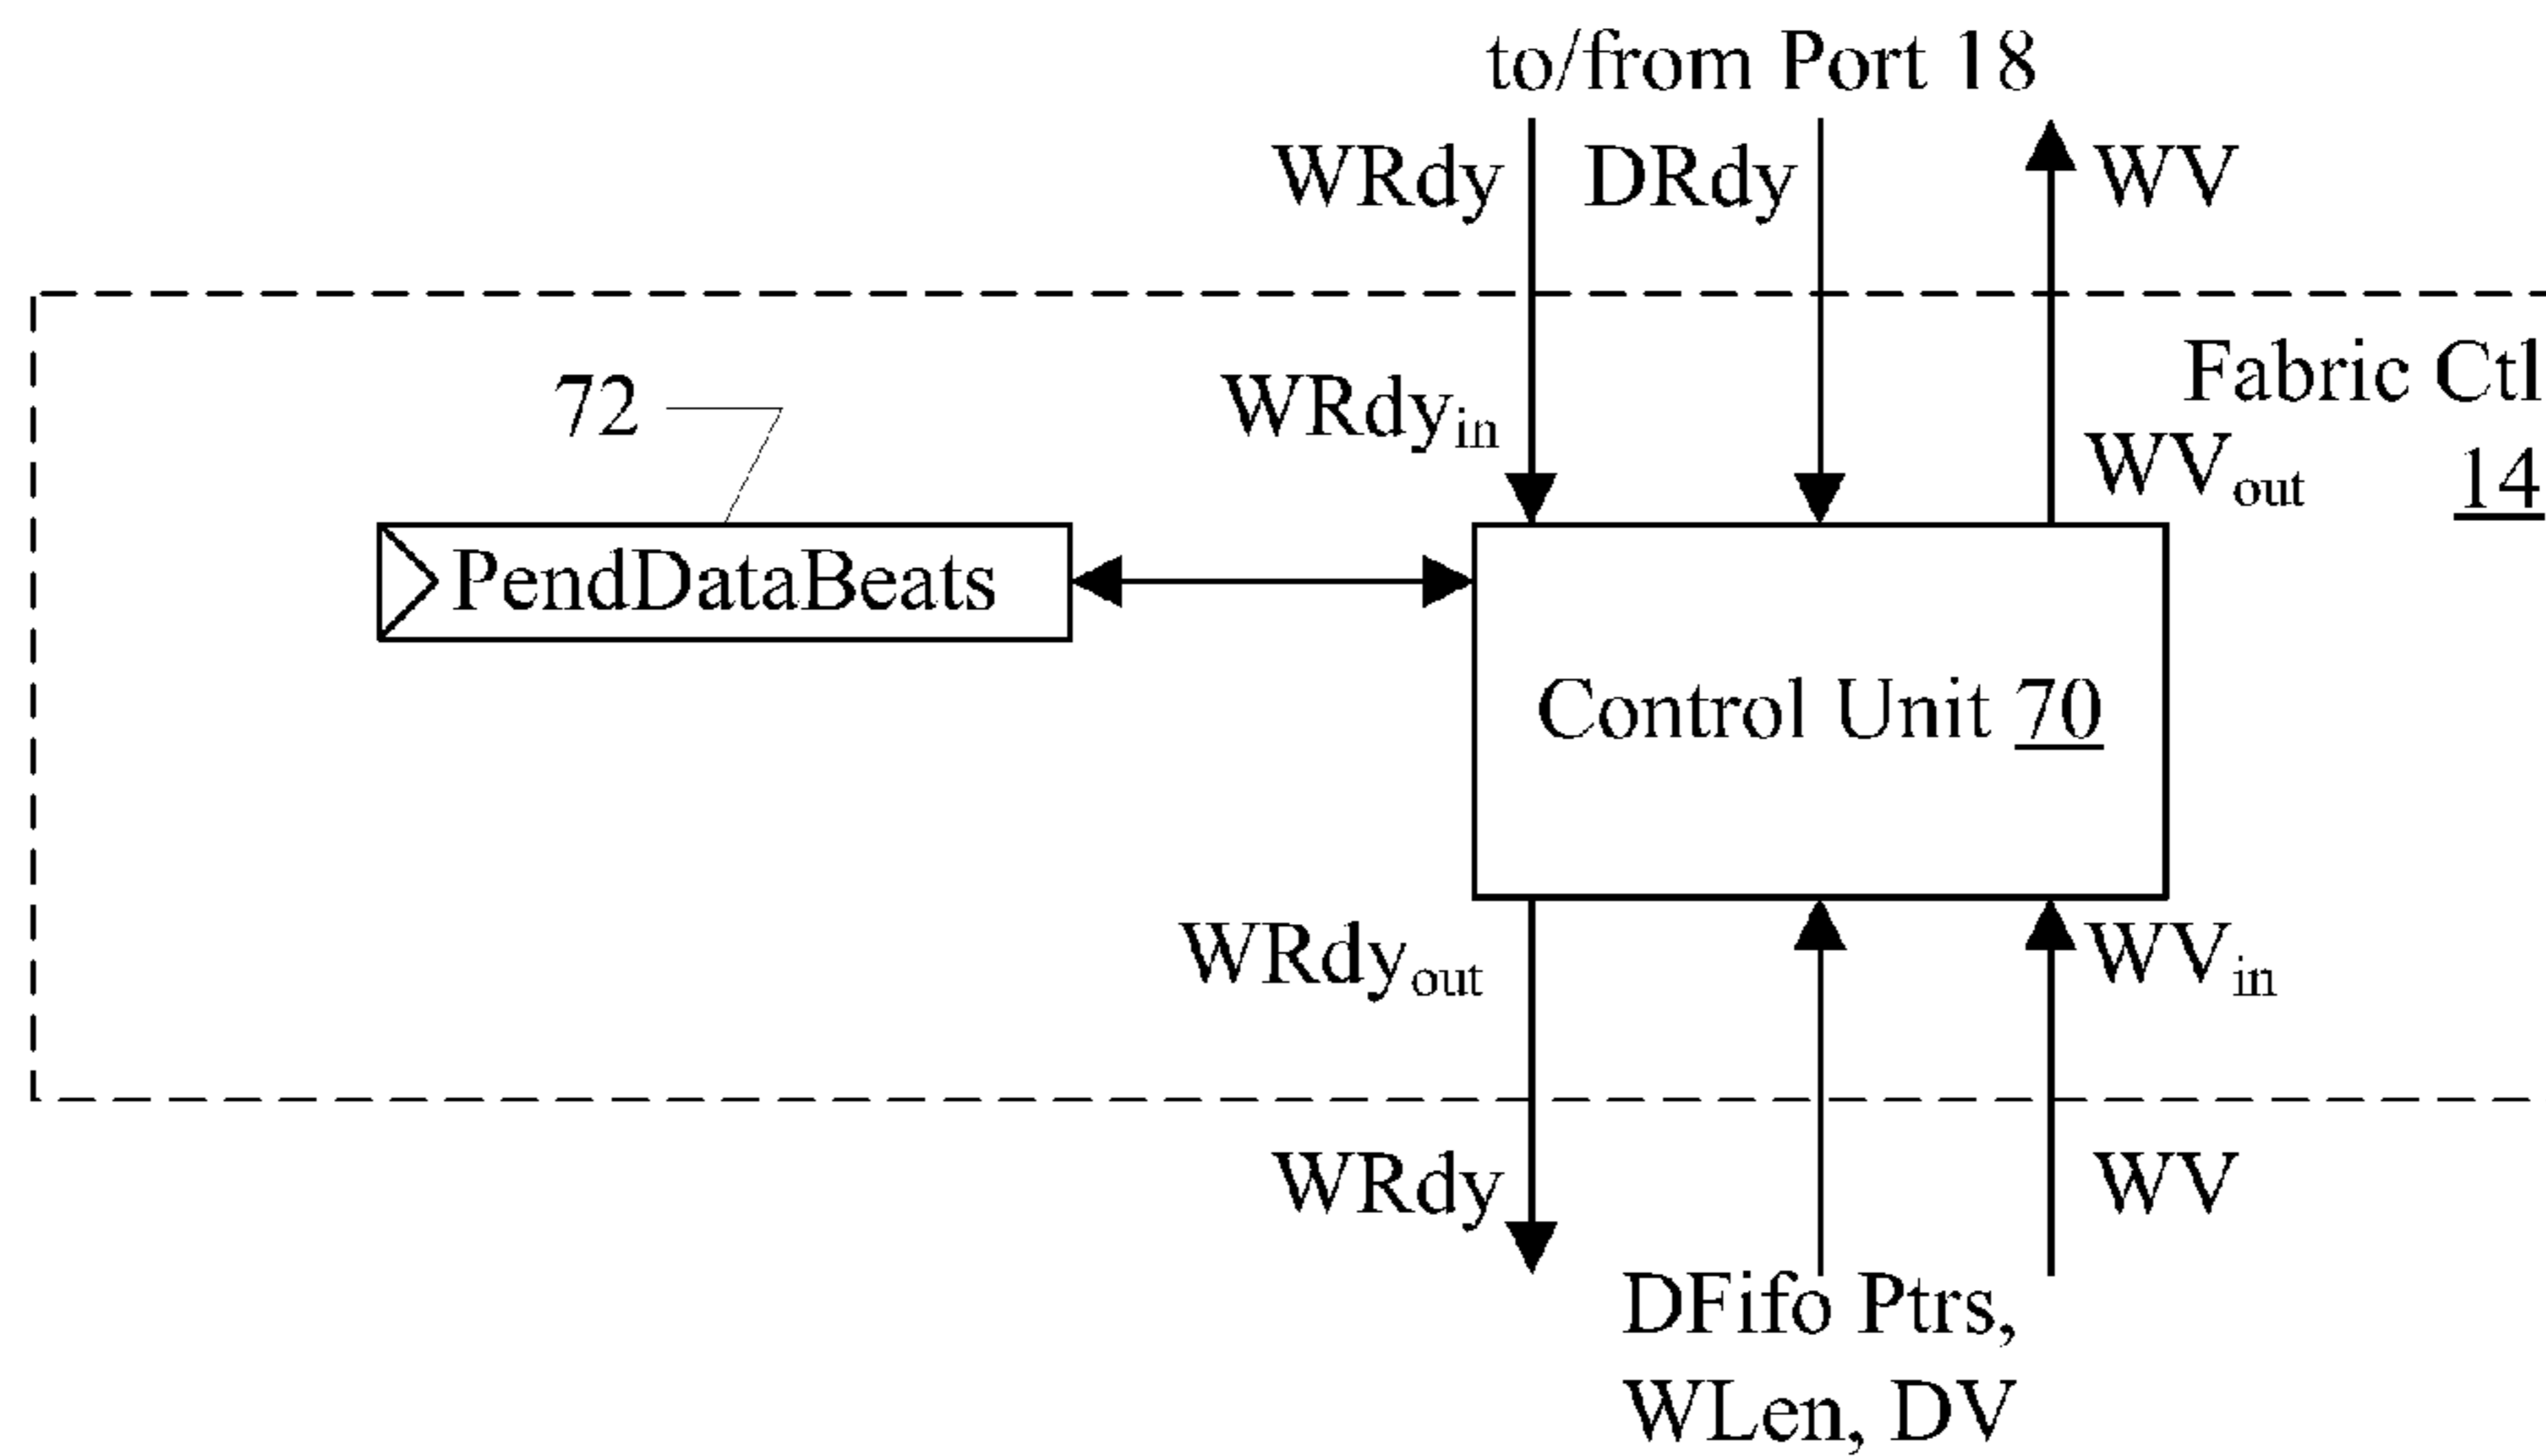 to/from Port 18
WRdy DRdy WV
Fabric Ctl
72 WRdyin WVout 14
PendDataBeats
Control Unit 70
WRdyout WVin
WRdy WV
DFifo Ptrs,
WLen, DV